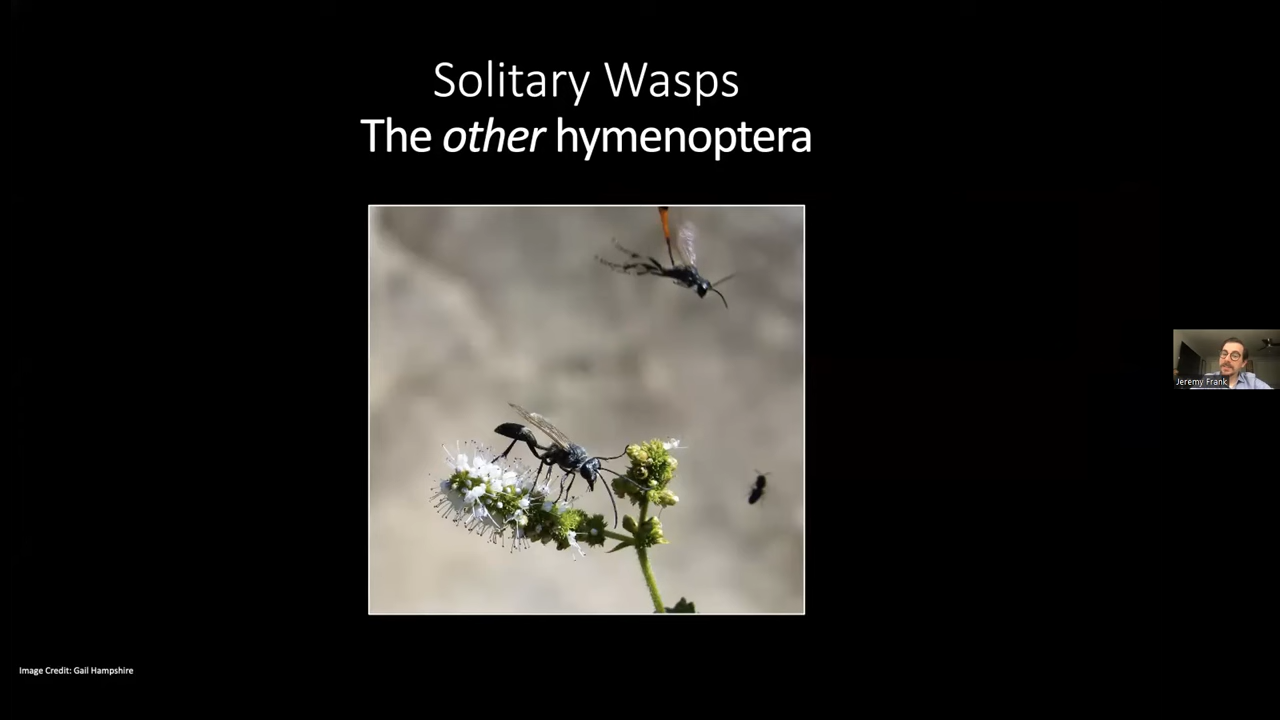 Solitary Wasps
The other hymenoptera
Jeremy Frank
Image Credit: Gail Hampshire